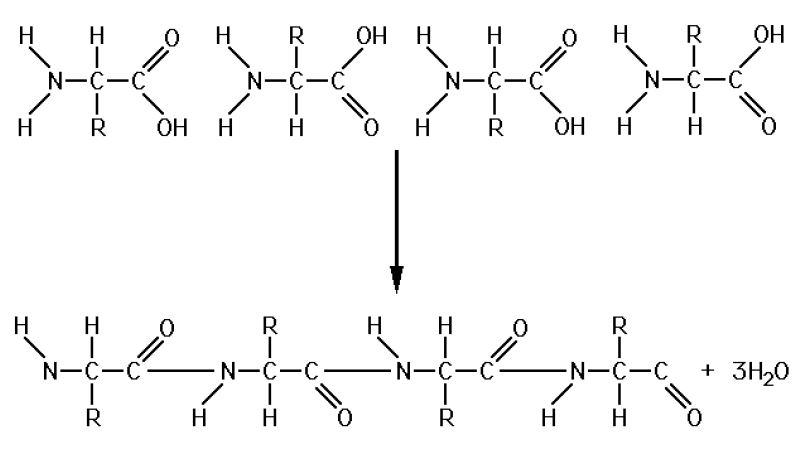 H H O H R OH H H O H R OH
N C C N C C N C C N C C
H R OH H H O H R OH H H O
H H O R H H O R
N C C N C C N C C N C C + 3H₂O
R H H O R H H O